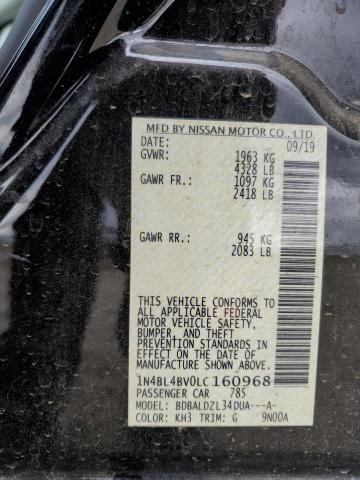 MFD BY NISSAN MOTOR CO., LTD.
DATE: 09/19
GVWR: 1963 KG
4328 LB
GAWR FR.: 1097 KG
2418 LB
GAWR RR.: 945 KG
2083 LB
THIS VEHICLE CONFORMS TO
ALL APPLICABLE FEDERAL
MOTOR VEHICLE SAFETY,
BUMPER, AND THEFT
PREVENTION STANDARDS IN
EFFECT ON THE DATE OF
MANUFACTURE SHOWN ABOVE.
1N4BL4BV0LC160968
PASSENGER CAR 785
MODEL: BDBALDZL34DUA---A-
COLOR: KH3 TRIM: G 9N00A